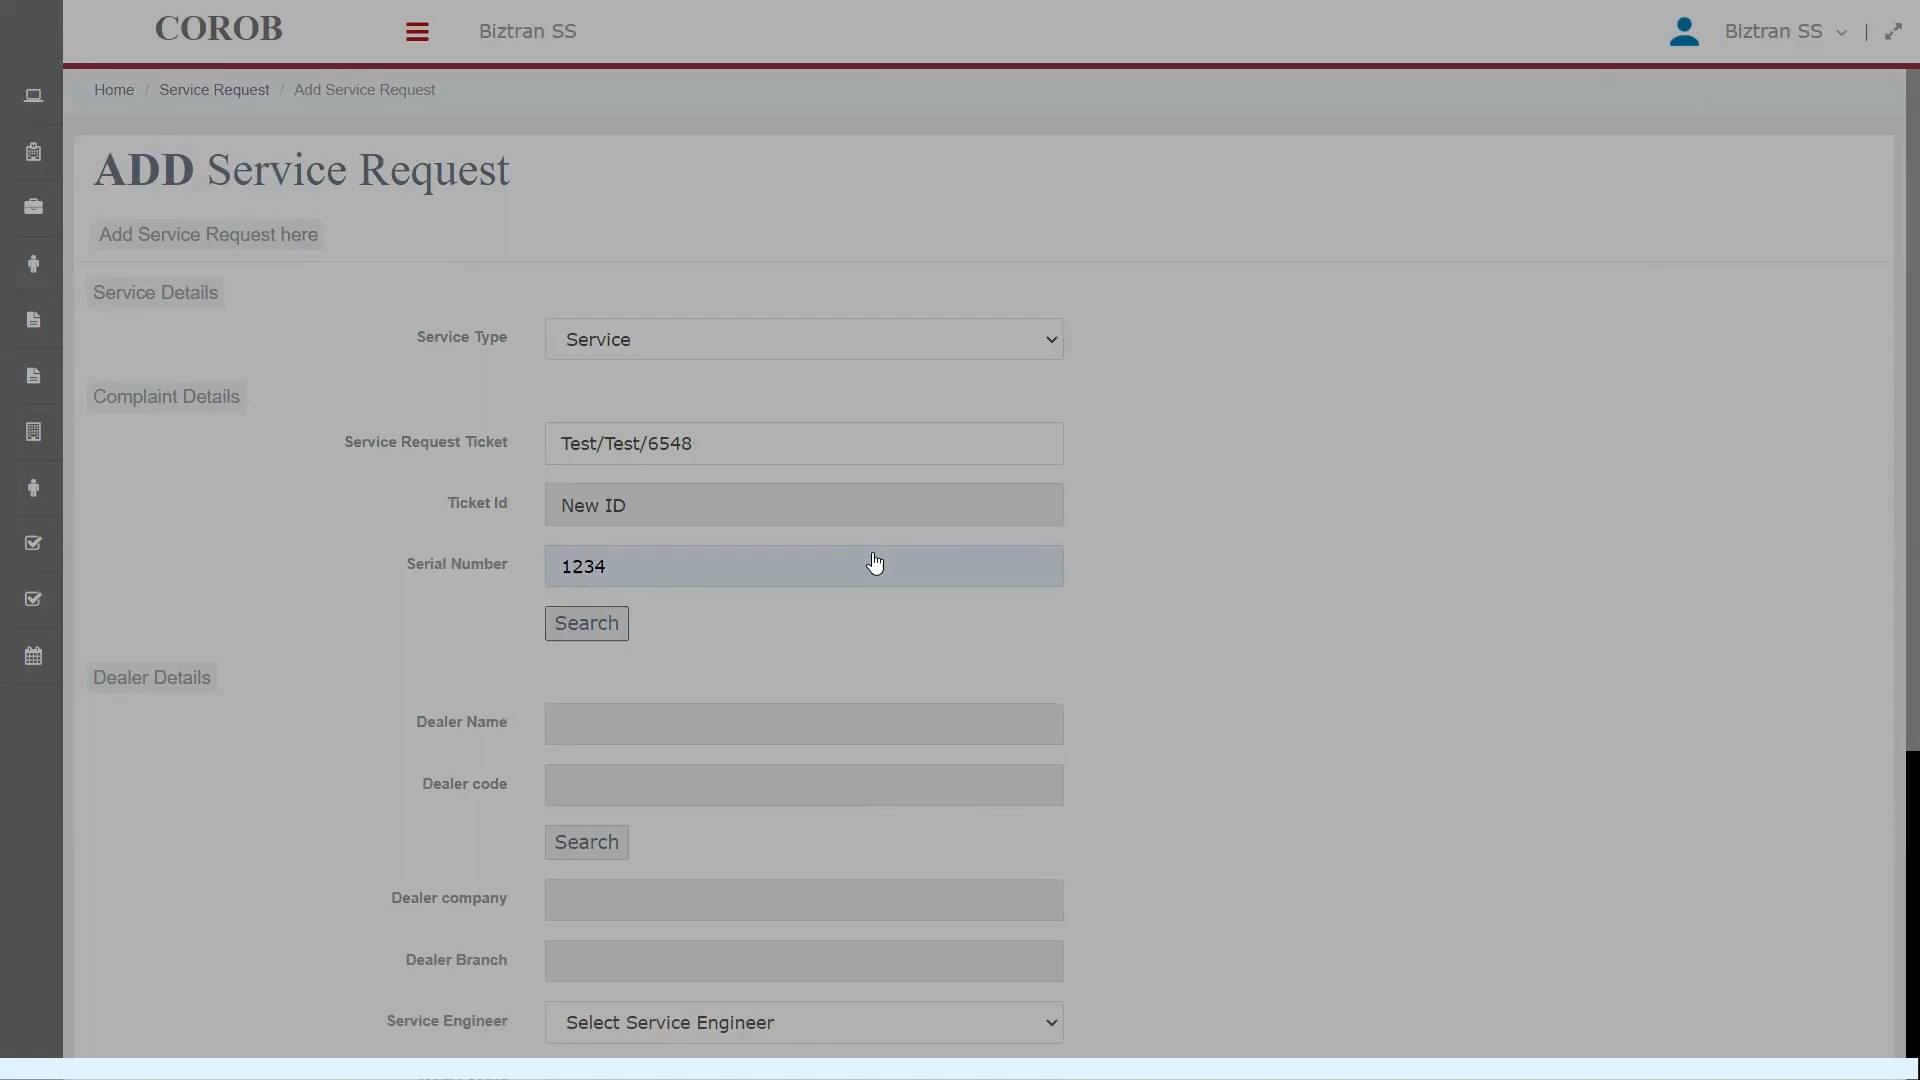 COROB
Biztran SS
Biztran SS
Home / Service Request / Add Service Request
ADD Service Request
Add Service Request here
Service Details
Service Type
Service
Complaint Details
Service Request Ticket
Test/Test/6548
Ticket Id
New ID
Serial Number
1234
Search
Dealer Details
Dealer Name
Dealer code
Search
Dealer company
Dealer Branch
Service Engineer
Select Service Engineer